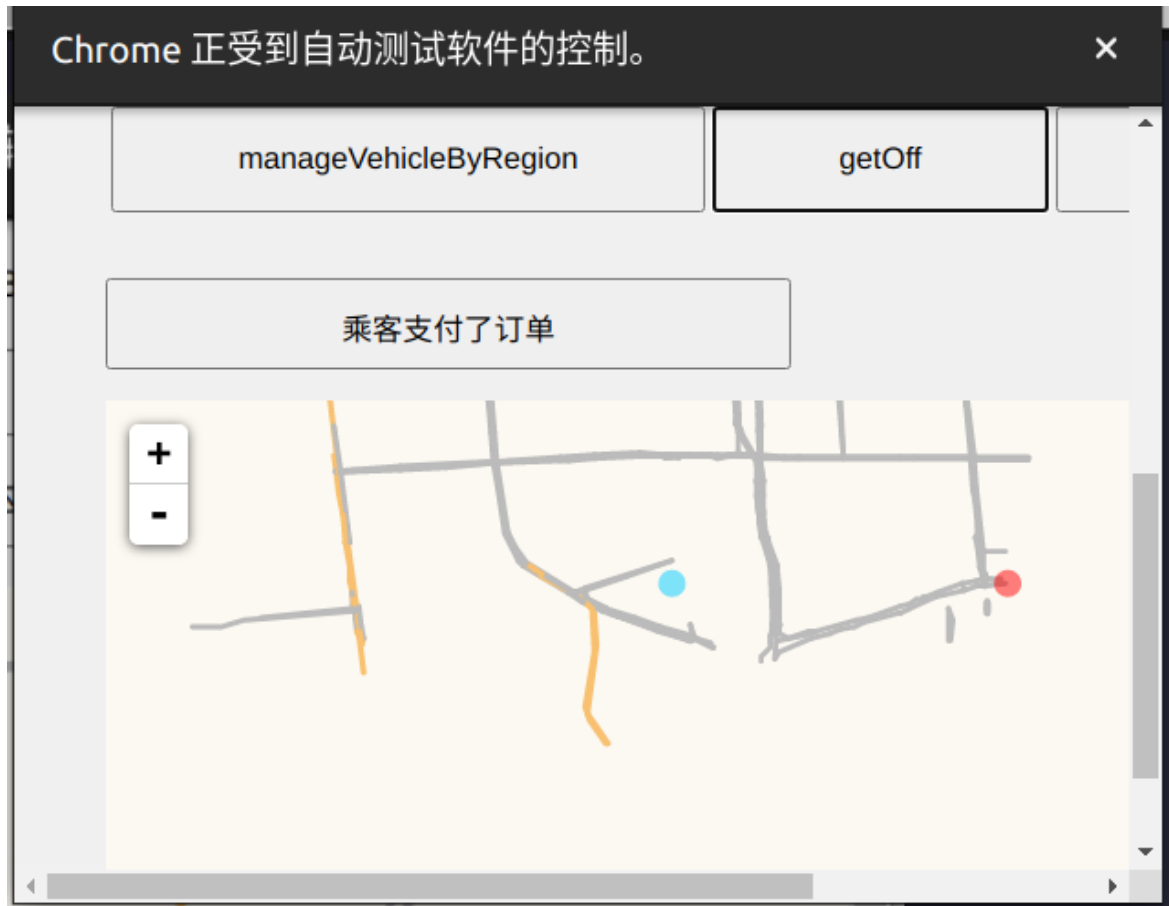 Chrome 正受到自动测试软件的控制。
×
manageVehicleByRegion
getOff
乘客支付了订单
+
-